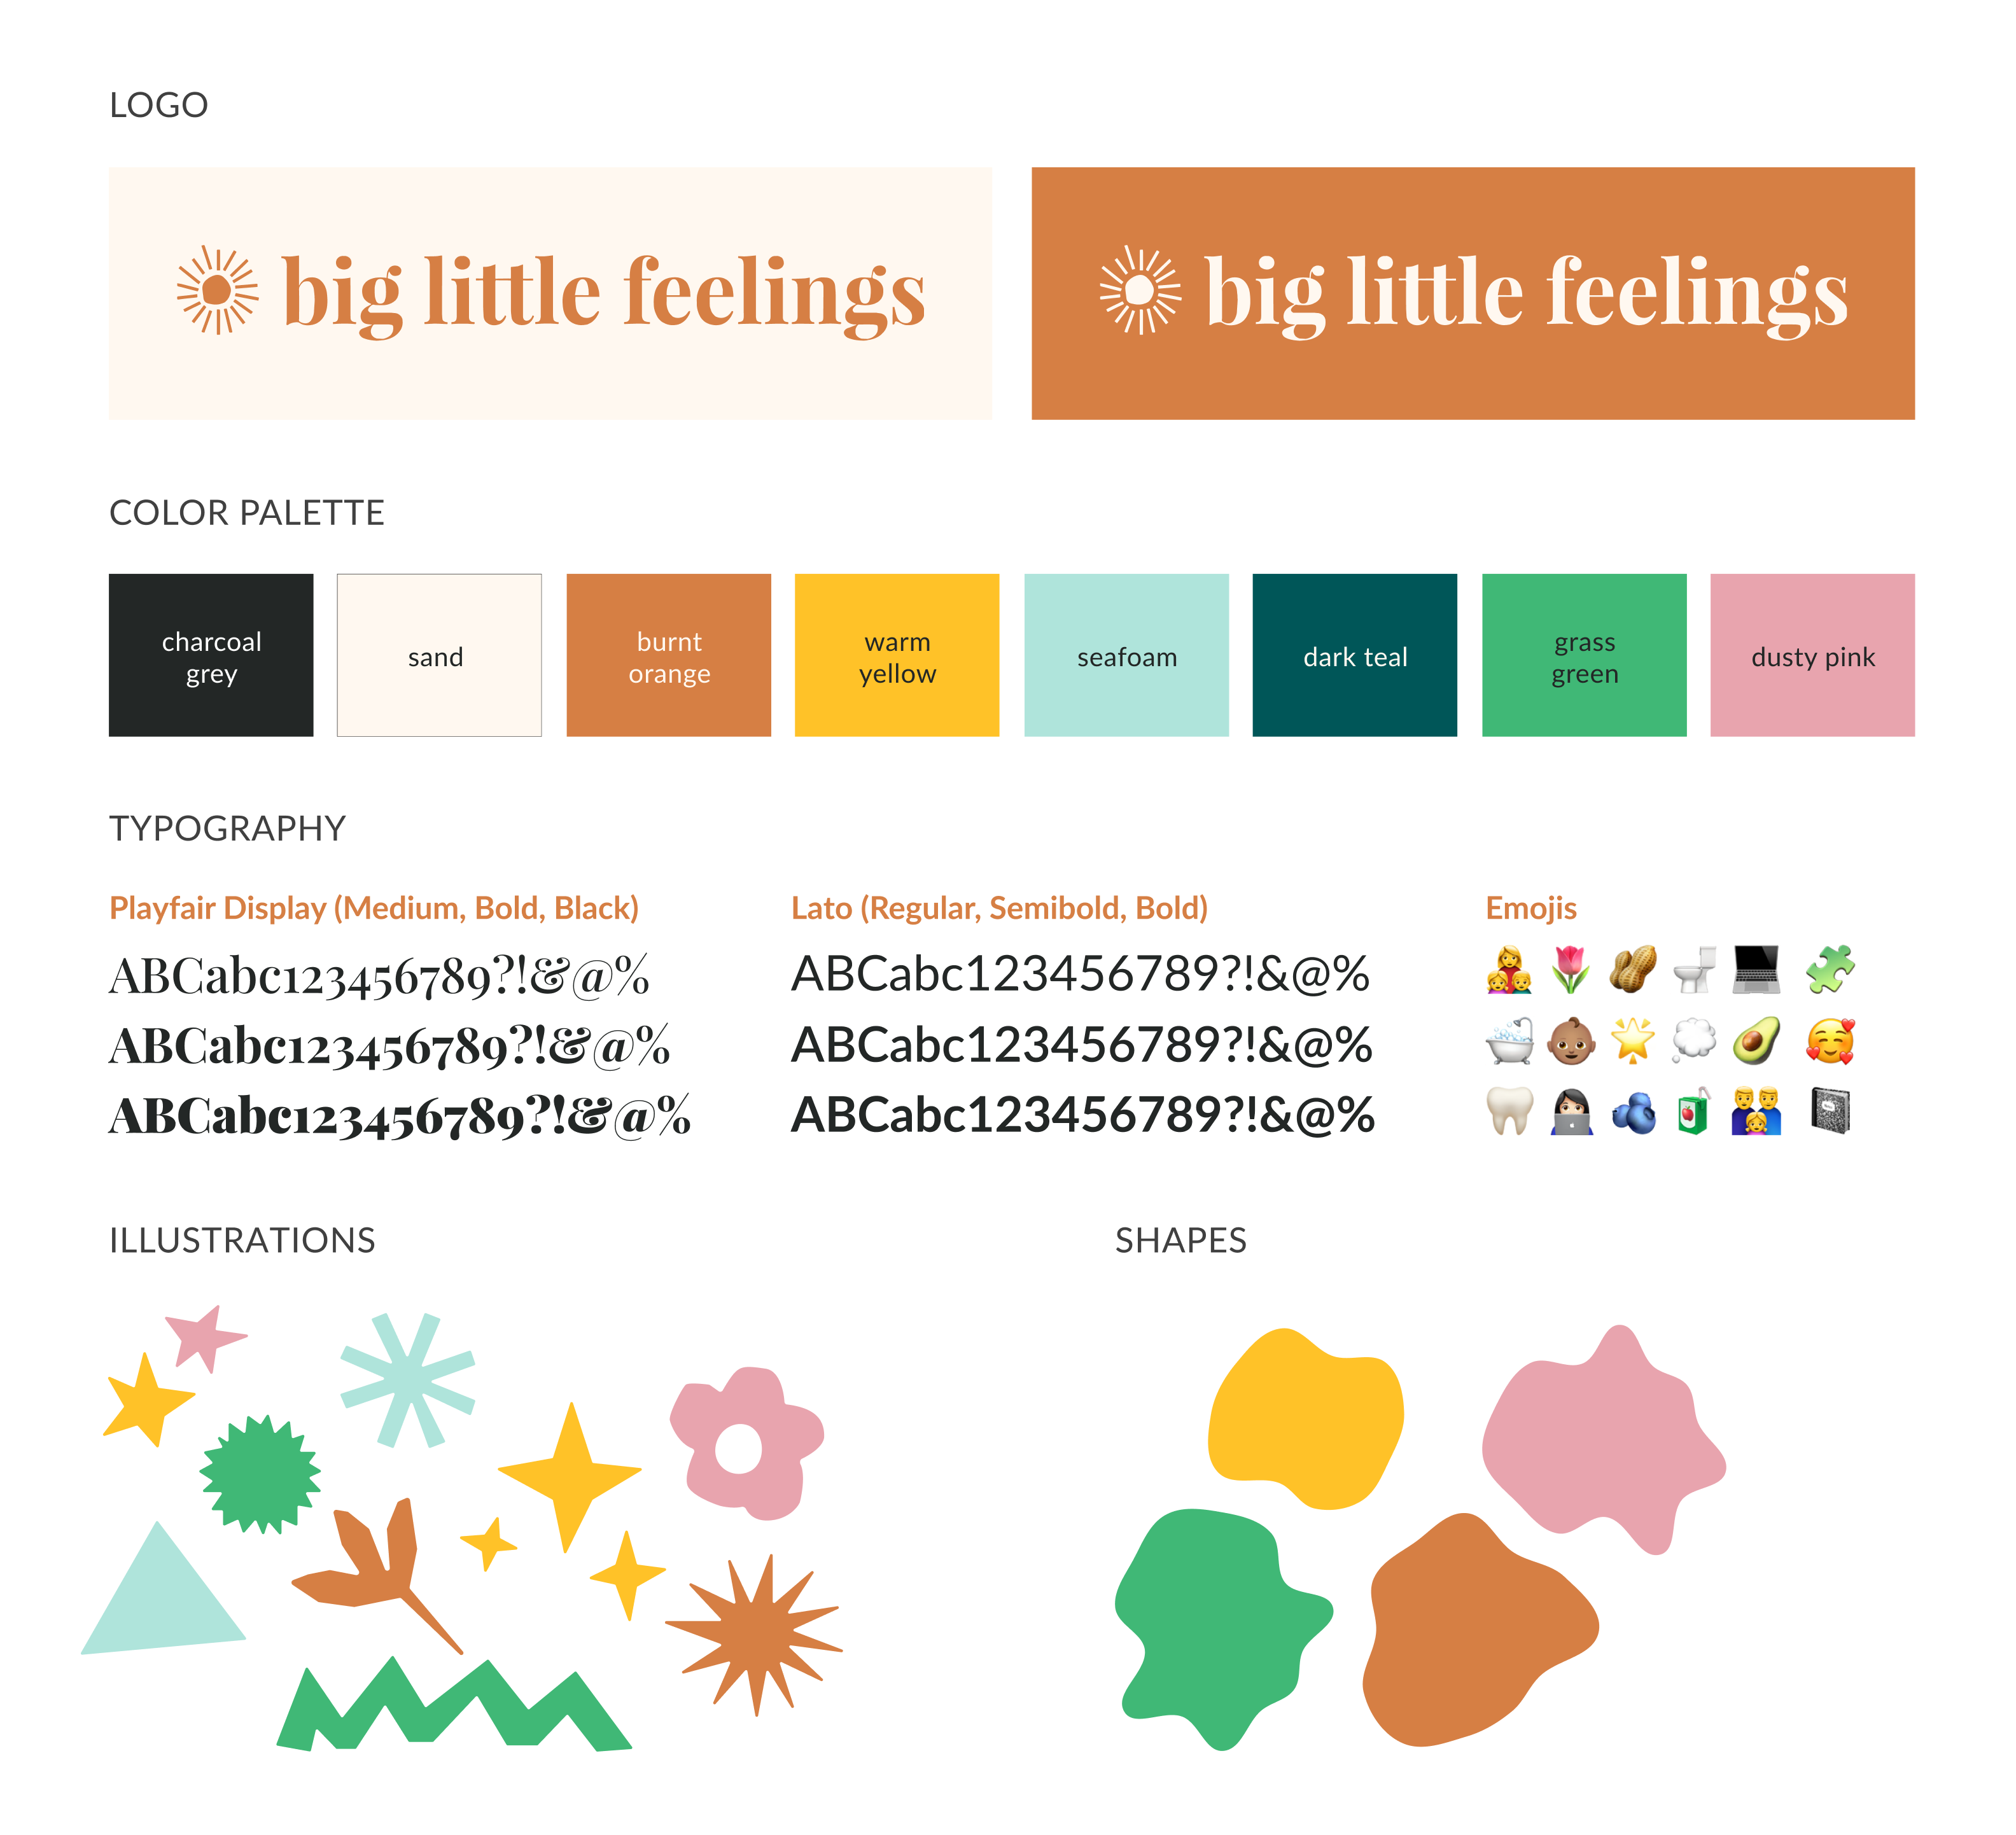 LOGO
big little feelings
big little feelings
COLOR PALETTE
charcoal
grey
sand
burnt
orange
warm
yellow
seafoam
dark teal
grass
green
dusty pink
TYPOGRAPHY
Playfair Display (Medium, Bold, Black)
ABCabc123456789?!&@%
ABCabc123456789?!&@%
ABCabc123456789?!&@%
Lato (Regular, Semibold, Bold)
ABCabc123456789?!&@%
ABCabc123456789?!&@%
ABCabc123456789?!&@%
Emojis
ILLUSTRATIONS
SHAPES